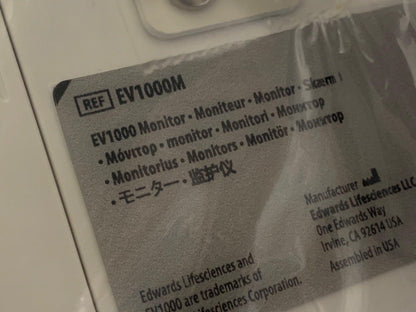 REF EV1000M
EV1000 Monitor • Moniteur • Monitor • Skærm
• Μόνιτορ • monitor • Monitori • Монитор
• Monitorius • Monitors • Monitör • Монитор
• モニター • 监护仪
Manufacturer
Edwards Lifesciences LLC
One Edwards Way
Irvine, CA 92614 USA
Assembled in USA
Edwards Lifesciences and
EV1000 are trademarks of
Lifesciences Corporation.